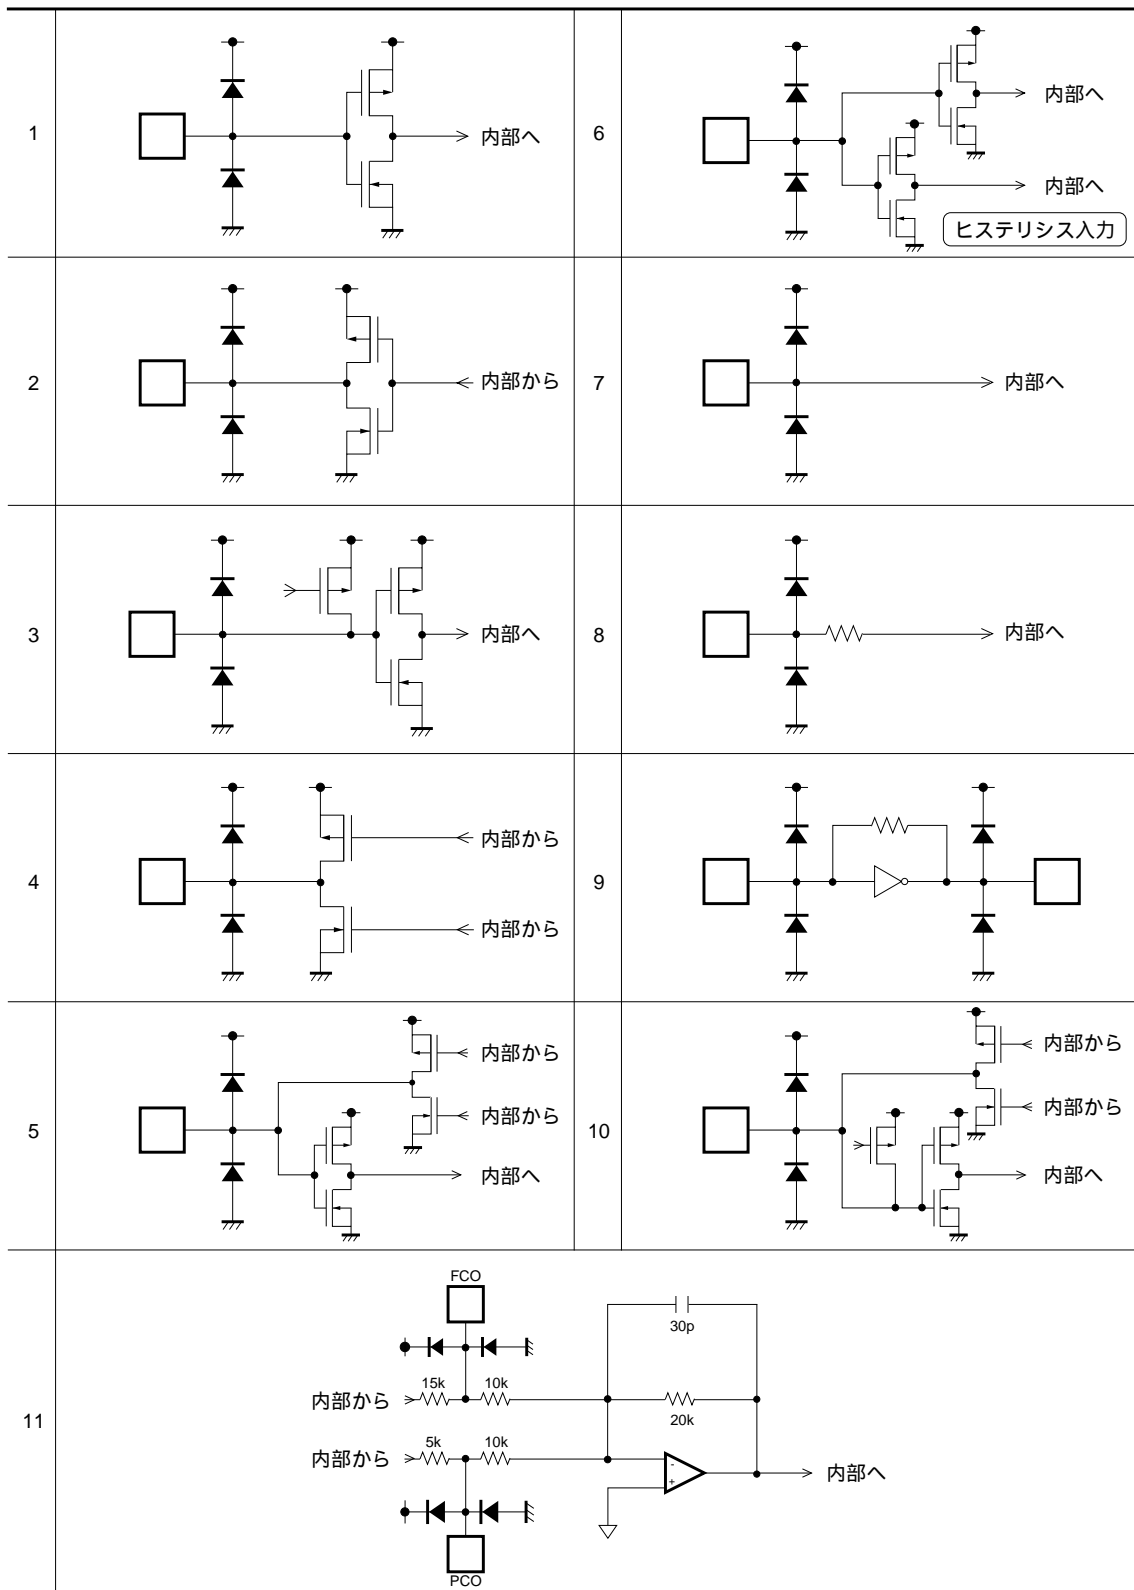 1
内部へ
6
内部へ
内部へ
ヒステリシス入力
2
内部から
7
内部へ
3
内部へ
8
内部へ
4
内部から
内部から
9
5
内部から
内部から
内部へ
10
内部から
内部から
内部へ
11
FCO
30p
内部から
15k
10k
20k
内部から
5k
10k
-
+
内部へ
PCO